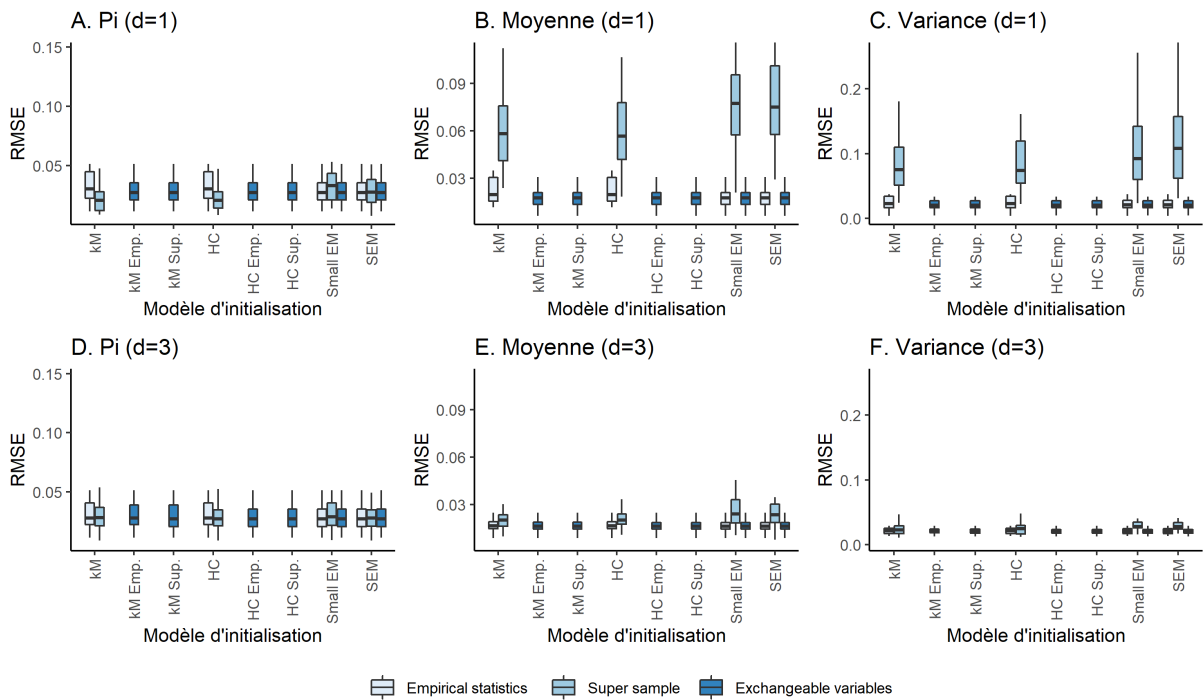 A. Pi (d=1)
RMSE
0.15
0.10
0.05
kM
kM Emp.
kM Sup.
HC
HC Emp.
HC Sup.
Small EM
SEM
Modèle d'initialisation
B. Moyenne (d=1)
RMSE
0.09
0.06
0.03
kM
kM Emp.
kM Sup.
HC
HC Emp.
HC Sup.
Small EM
SEM
Modèle d'initialisation
C. Variance (d=1)
RMSE
0.2
0.1
0.0
kM
kM Emp.
kM Sup.
HC
HC Emp.
HC Sup.
Small EM
SEM
Modèle d'initialisation
D. Pi (d=3)
RMSE
0.15
0.10
0.05
kM
kM Emp.
kM Sup.
HC
HC Emp.
HC Sup.
Small EM
SEM
Modèle d'initialisation
E. Moyenne (d=3)
RMSE
0.09
0.06
0.03
kM
kM Emp.
kM Sup.
HC
HC Emp.
HC Sup.
Small EM
SEM
Modèle d'initialisation
F. Variance (d=3)
RMSE
0.2
0.1
0.0
kM
kM Emp.
kM Sup.
HC
HC Emp.
HC Sup.
Small EM
SEM
Modèle d'initialisation
Empirical statistics
Super sample
Exchangeable variables